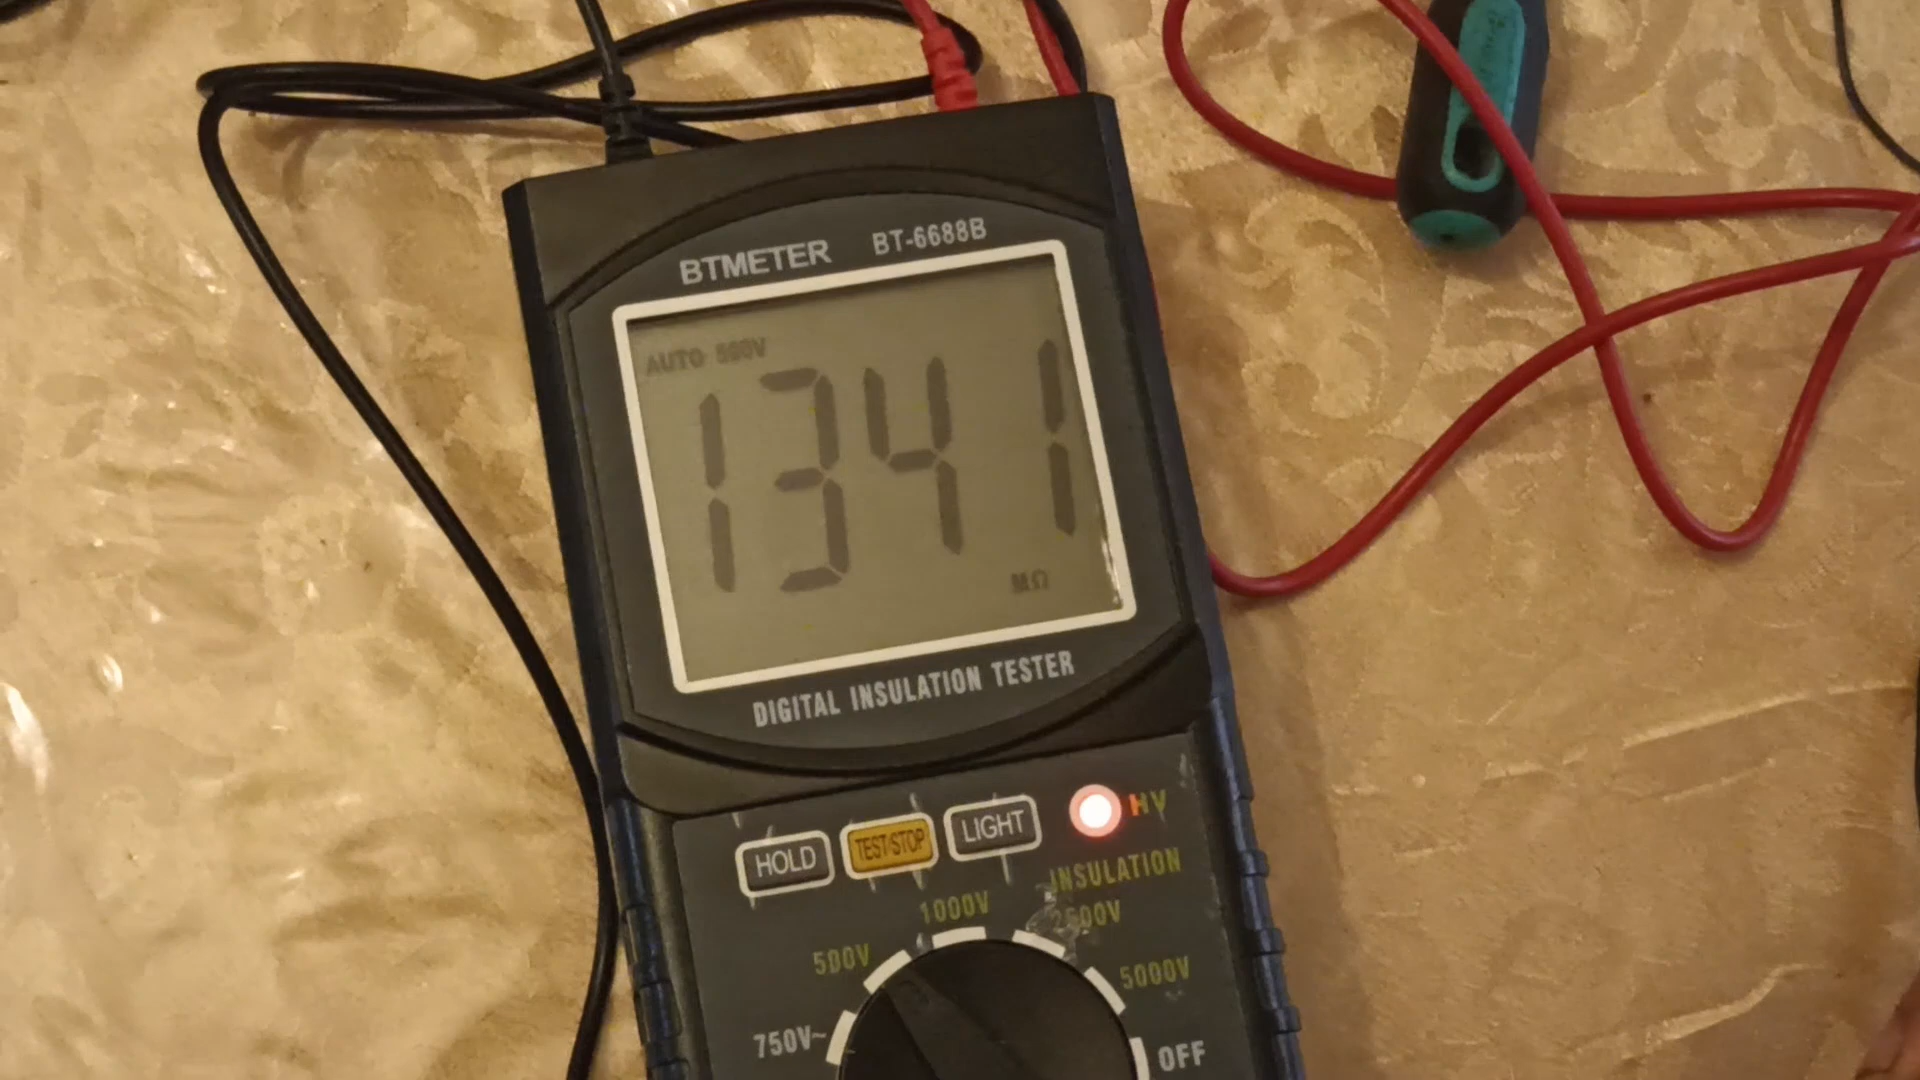 BTMETER BT-6688B
AUTO 500V
1341
MΩ
DIGITAL INSULATION TESTER
HOLD TEST/STOP LIGHT HV
INSULATION
1000V 2500V
500V 5000V
750V~ OFF